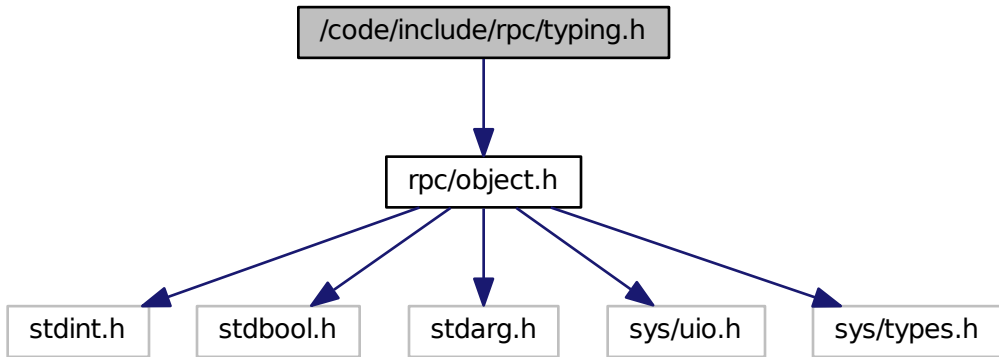 /code/include/rpc/typing.h
rpc/object.h
stdint.h
stdbool.h
stdarg.h
sys/uio.h
sys/types.h